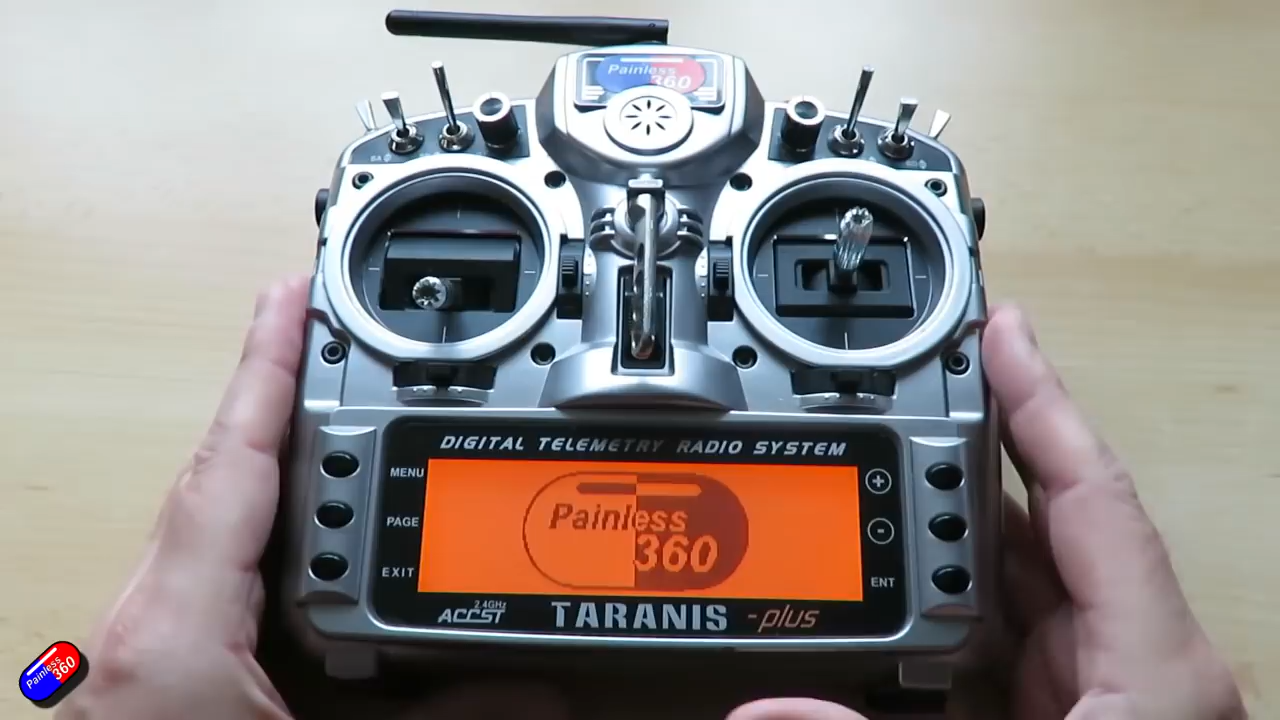 Painless
360
DIGITAL TELEMETRY RADIO SYSTEM
MENU
PAGE
EXIT
Painless
360
+
-
ENT
2.4GHz
ACCST
TARANIS -plus
Painless
360